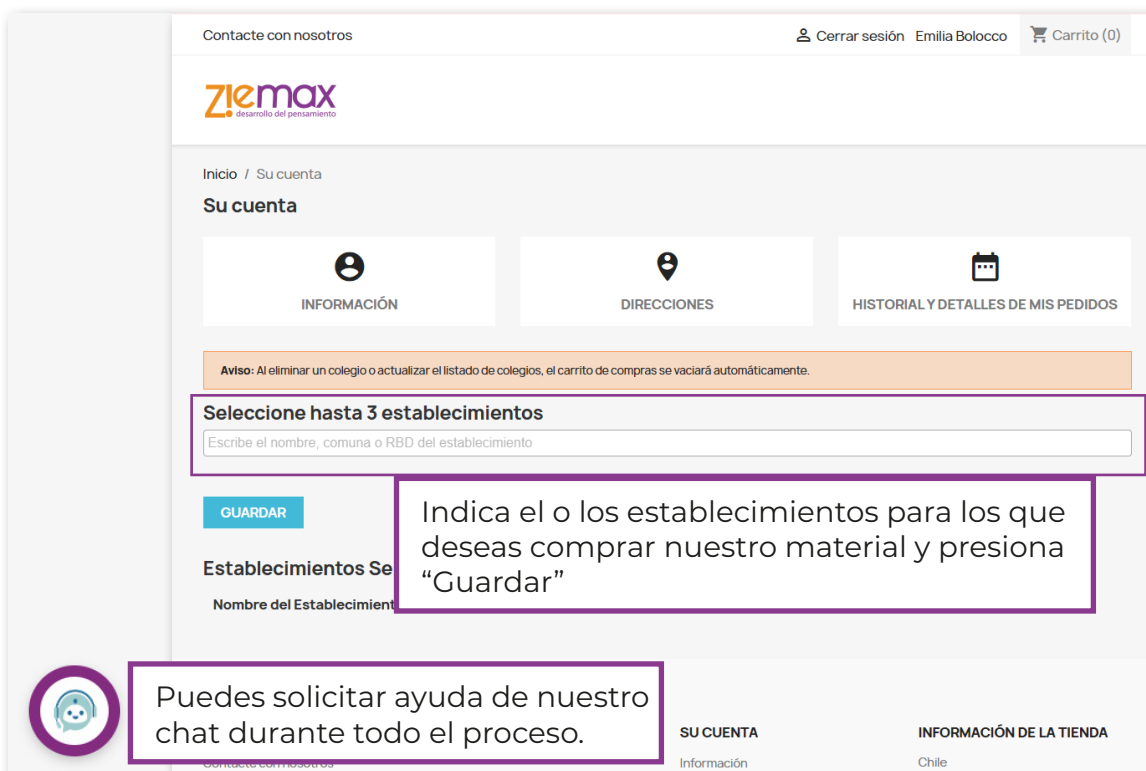 Contacte con nosotros
Cerrar sesión Emilia Bolocco Carrito (0)
ziemax
desarrollo del pensamiento
Inicio / Su cuenta
Su cuenta
INFORMACIÓN
DIRECCIONES
HISTORIAL Y DETALLES DE MIS PEDIDOS
Aviso: Al eliminar un colegio o actualizar el listado de colegios, el carrito de compras se vaciará automáticamente.
Seleccione hasta 3 establecimientos
Escribe el nombre, comuna o RBD del establecimiento
GUARDAR
Indica el o los establecimientos para los que
deseas comprar nuestro material y presiona
“Guardar”
Establecimientos Se
Nombre del Establecimient
Puedes solicitar ayuda de nuestro
chat durante todo el proceso.
SU CUENTA
INFORMACIÓN DE LA TIENDA
Contacte con nosotros
Información
Chile